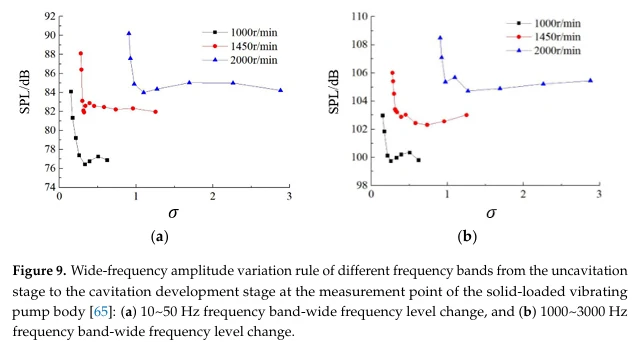 92
90
88
86
84
82
80
78
76
74
SPL/dB
0
1
2
3
σ
1000r/min
1450r/min
2000r/min
(a)
110
108
106
104
102
100
98
SPL/dB
0
1
2
3
σ
1000r/min
1450r/min
2000r/min
(b)
Figure 9. Wide-frequency amplitude variation rule of different frequency bands from the uncavitation
stage to the cavitation development stage at the measurement point of the solid-loaded vibrating
pump body [65]: (a) 10~50 Hz frequency band-wide frequency level change, and (b) 1000~3000 Hz
frequency band-wide frequency level change.